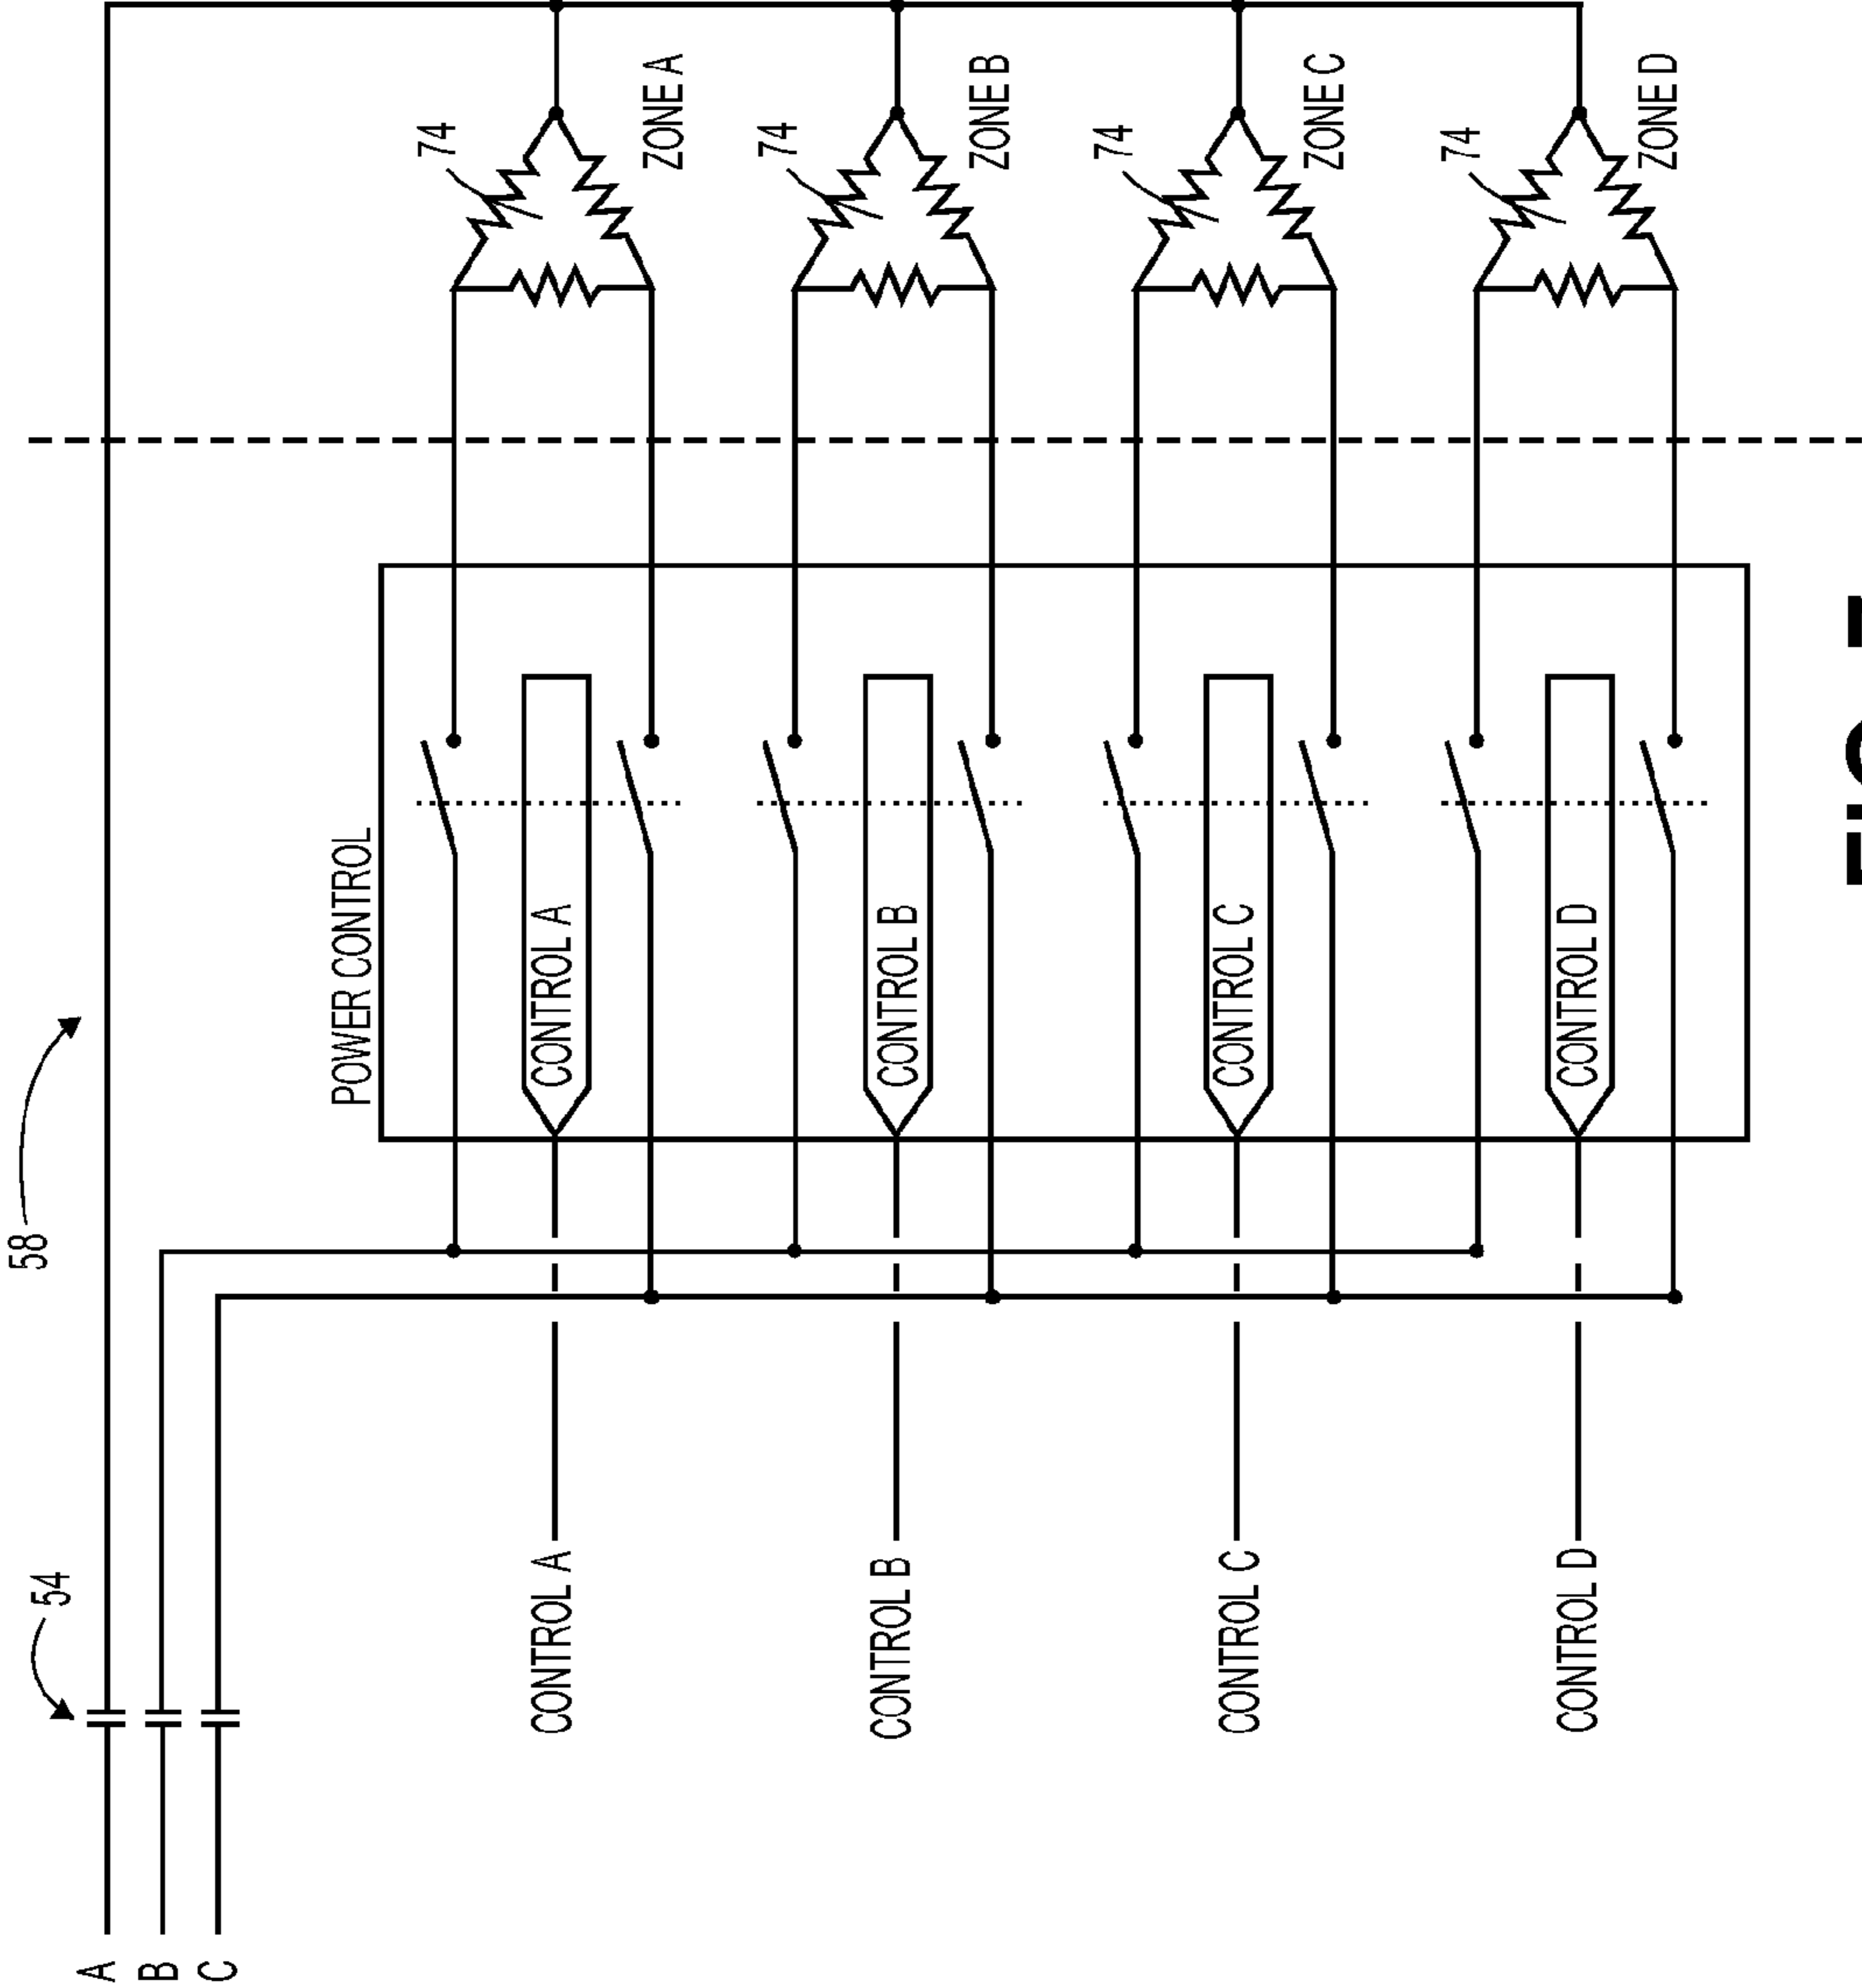 A
B
C
54
58
POWER CONTROL
CONTROL A
CONTROL A
74
ZONE A
CONTROL B
CONTROL B
74
ZONE B
CONTROL C
CONTROL C
74
ZONE C
CONTROL D
CONTROL D
74
ZONE D